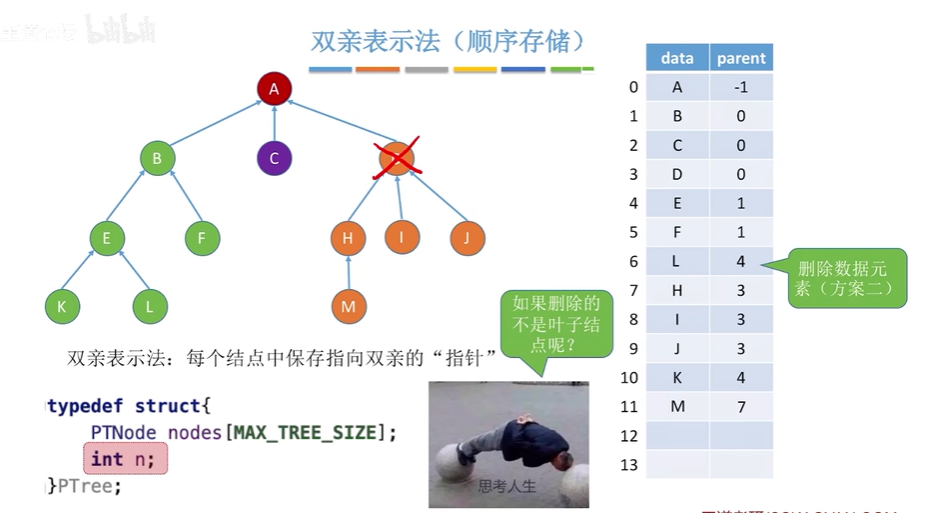 双亲表示法（顺序存储）
A
B
C
E
F
H
I
J
K
L
M
data parent
0 A -1
1 B 0
2 C 0
3 D 0
4 E 1
5 F 1
6 L 4
7 H 3
8 I 3
9 J 3
10 K 4
11 M 7
12
13
删除数据元
素（方案二）
如果删除的
不是叶子结
点呢？
双亲表示法：每个结点中保存指向双亲的“指针”
typedef struct{
PTNode nodes[MAX_TREE_SIZE];
int n;
}PTree;
思考人生